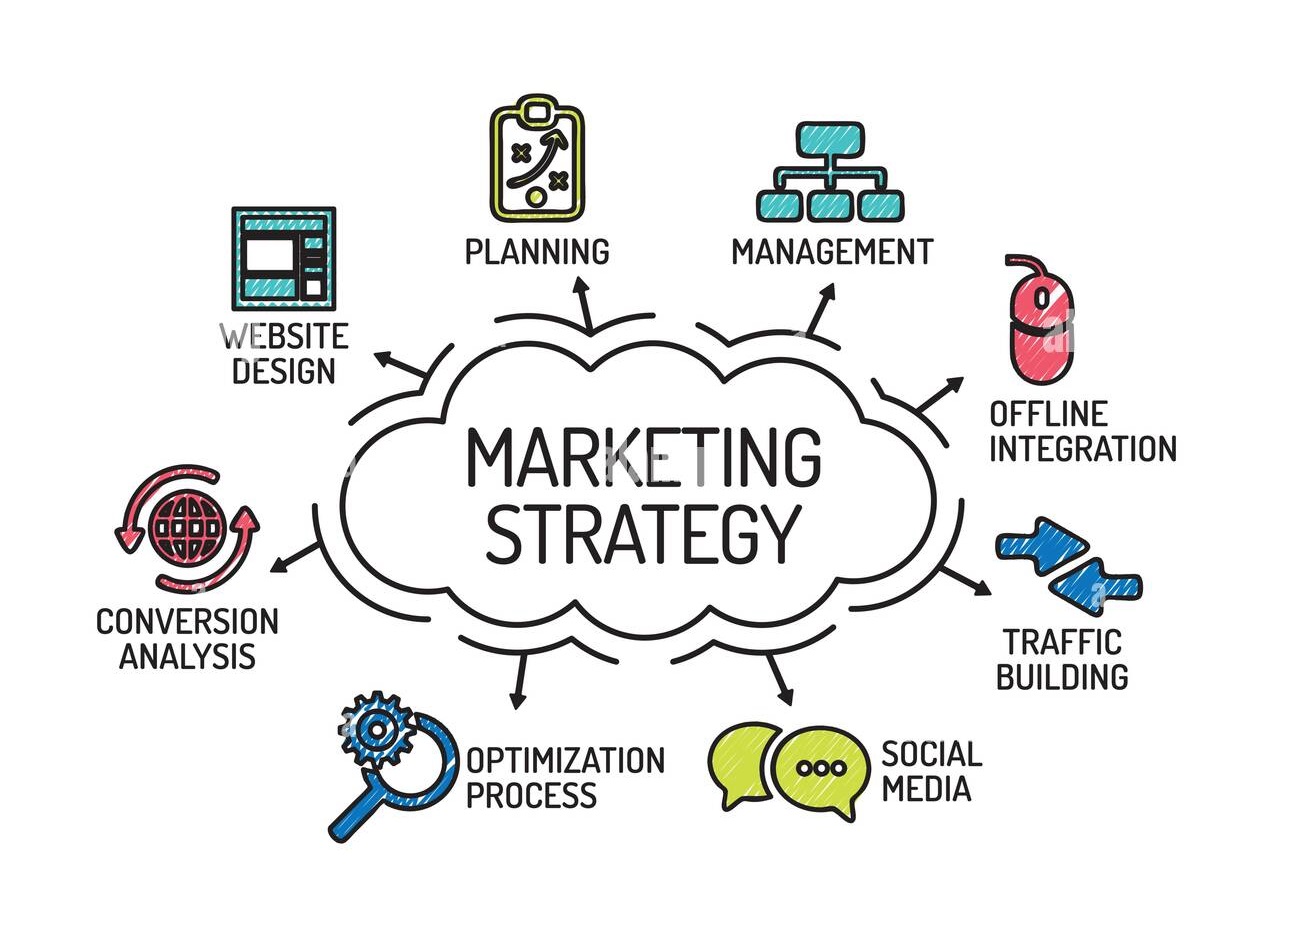 PLANNING
MANAGEMENT
WEBSITE
DESIGN
OFFLINE
INTEGRATION
MARKETING
STRATEGY
CONVERSION
ANALYSIS
TRAFFIC
BUILDING
OPTIMIZATION
PROCESS
SOCIAL
MEDIA